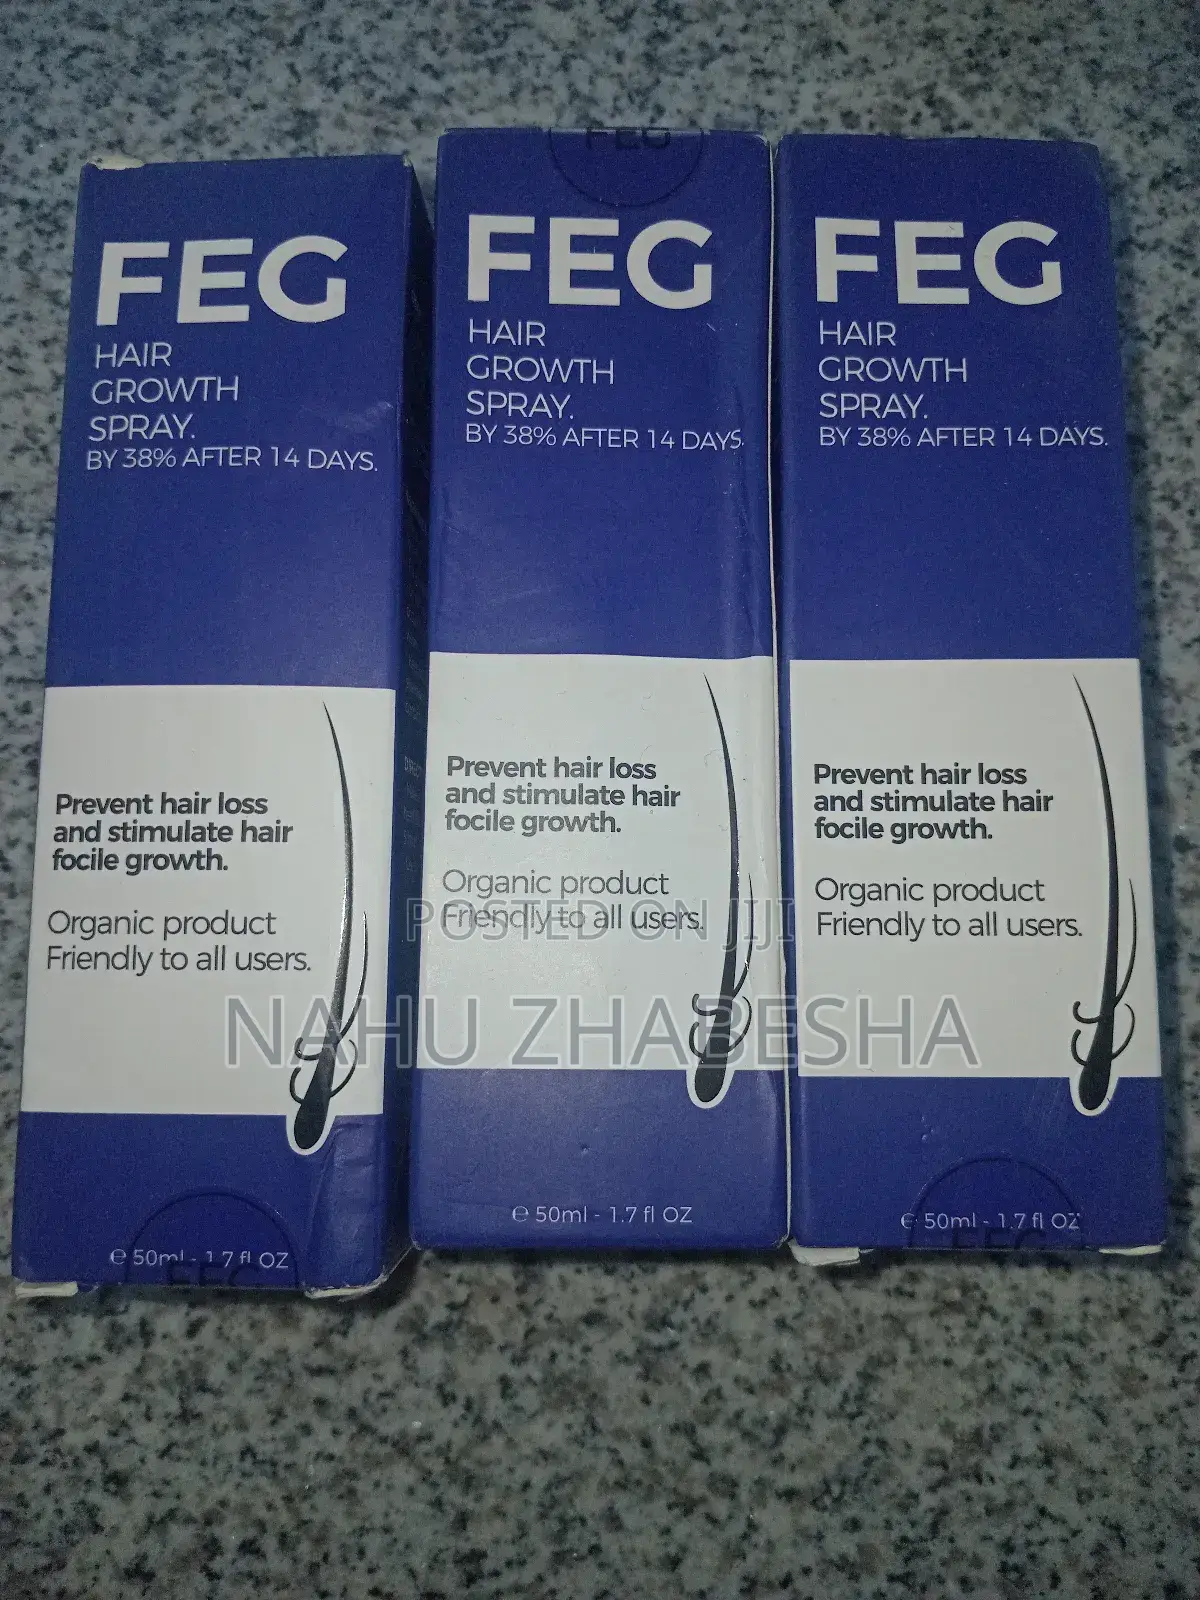 FEG
HAIR
GROWTH
SPRAY.
BY 38% AFTER 14 DAYS.
Prevent hair loss
and stimulate hair
focile growth.
Organic product
Friendly to all users.
℮ 50ml - 1.7 fl OZ
FEG
FEG
FEG
HAIR
GROWTH
SPRAY.
BY 38% AFTER 14 DAYS.
Prevent hair loss
and stimulate hair
focile growth.
Organic product
Friendly to all users.
℮ 50ml - 1.7 fl OZ
FEG
HAIR
GROWTH
SPRAY.
BY 38% AFTER 14 DAYS.
Prevent hair loss
and stimulate hair
focile growth.
Organic product
Friendly to all users.
℮ 50ml - 1.7 fl OZ
FEG
POSTED ON JIJI
NAHU ZHABESHA